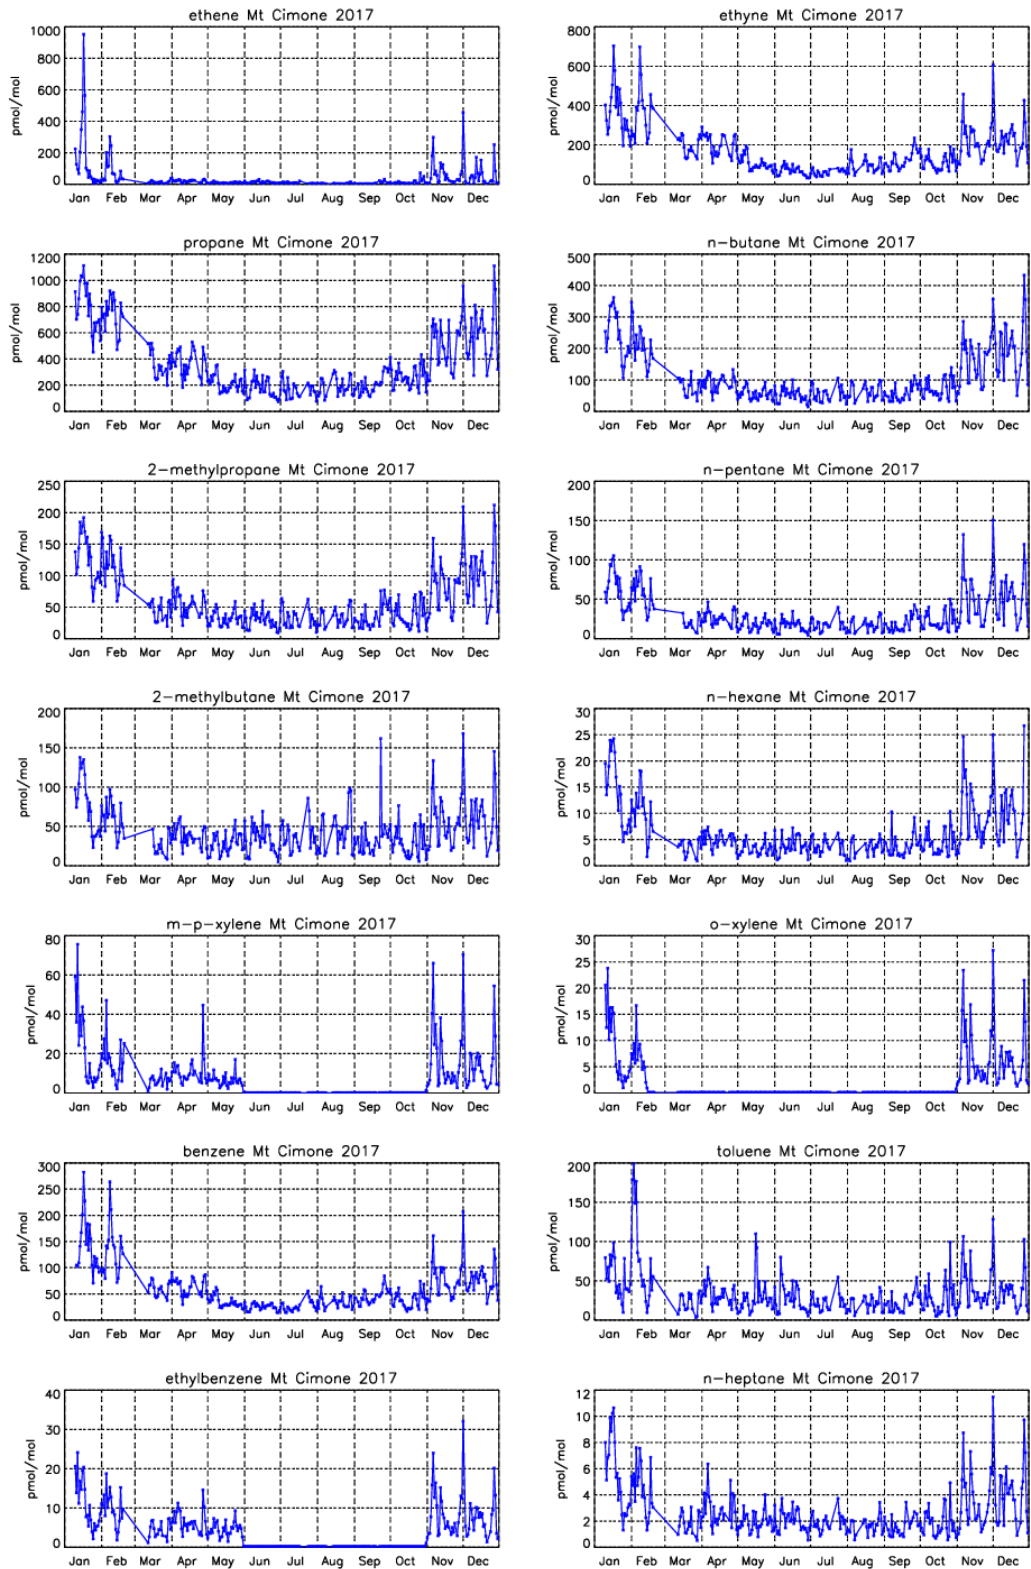 ethene Mt Cimone 2017
pmol/mol
1000
800
600
400
200
0
Jan Feb Mar Apr May Jun Jul Aug Sep Oct Nov Dec
ethyne Mt Cimone 2017
pmol/mol
800
600
400
200
0
Jan Feb Mar Apr May Jun Jul Aug Sep Oct Nov Dec
propane Mt Cimone 2017
pmol/mol
1200
1000
800
600
400
200
0
Jan Feb Mar Apr May Jun Jul Aug Sep Oct Nov Dec
n-butane Mt Cimone 2017
pmol/mol
500
400
300
200
100
0
Jan Feb Mar Apr May Jun Jul Aug Sep Oct Nov Dec
2-methylpropane Mt Cimone 2017
pmol/mol
250
200
150
100
50
0
Jan Feb Mar Apr May Jun Jul Aug Sep Oct Nov Dec
n-pentane Mt Cimone 2017
pmol/mol
200
150
100
50
0
Jan Feb Mar Apr May Jun Jul Aug Sep Oct Nov Dec
2-methylbutane Mt Cimone 2017
pmol/mol
200
150
100
50
0
Jan Feb Mar Apr May Jun Jul Aug Sep Oct Nov Dec
n-hexane Mt Cimone 2017
pmol/mol
30
25
20
15
10
5
0
Jan Feb Mar Apr May Jun Jul Aug Sep Oct Nov Dec
m-p-xylene Mt Cimone 2017
pmol/mol
80
60
40
20
0
Jan Feb Mar Apr May Jun Jul Aug Sep Oct Nov Dec
o-xylene Mt Cimone 2017
pmol/mol
30
25
20
15
10
5
0
Jan Feb Mar Apr May Jun Jul Aug Sep Oct Nov Dec
benzene Mt Cimone 2017
pmol/mol
300
250
200
150
100
50
0
Jan Feb Mar Apr May Jun Jul Aug Sep Oct Nov Dec
toluene Mt Cimone 2017
pmol/mol
200
150
100
50
0
Jan Feb Mar Apr May Jun Jul Aug Sep Oct Nov Dec
ethylbenzene Mt Cimone 2017
pmol/mol
40
30
20
10
0
Jan Feb Mar Apr May Jun Jul Aug Sep Oct Nov Dec
n-heptane Mt Cimone 2017
pmol/mol
12
10
8
6
4
2
0
Jan Feb Mar Apr May Jun Jul Aug Sep Oct Nov Dec